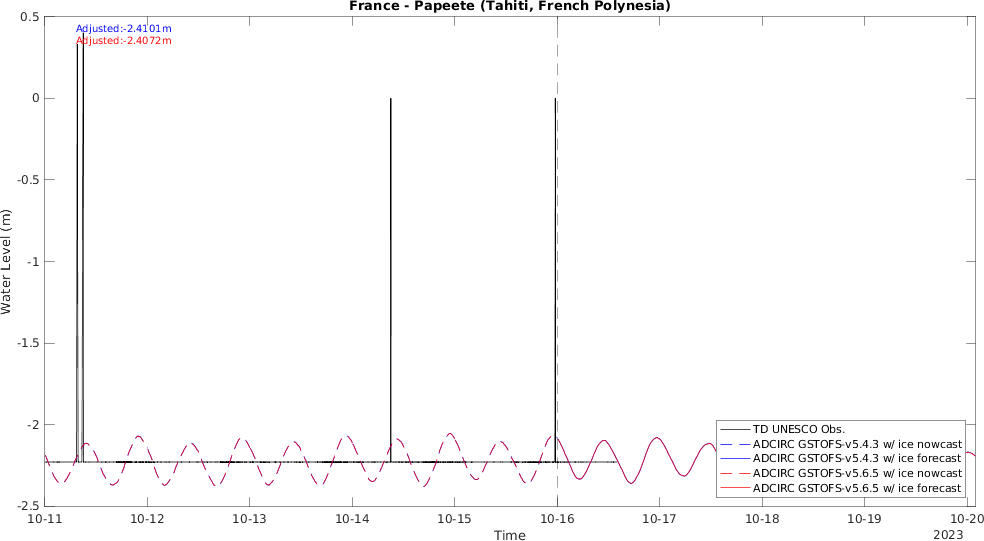 France - Papeete (Tahiti, French Polynesia)
Adjusted:-2.4101m
Adjusted:-2.4072m
0.5
0
-0.5
-1
-1.5
-2
-2.5
Water Level (m)
TD UNESCO Obs.
ADCIRC GSTOFS-v5.4.3 w/ ice nowcast
ADCIRC GSTOFS-v5.4.3 w/ ice forecast
ADCIRC GSTOFS-v5.6.5 w/ ice nowcast
ADCIRC GSTOFS-v5.6.5 w/ ice forecast
10-11 10-12 10-13 10-14 10-15 10-16 10-17 10-18 10-19 10-20
Time
2023